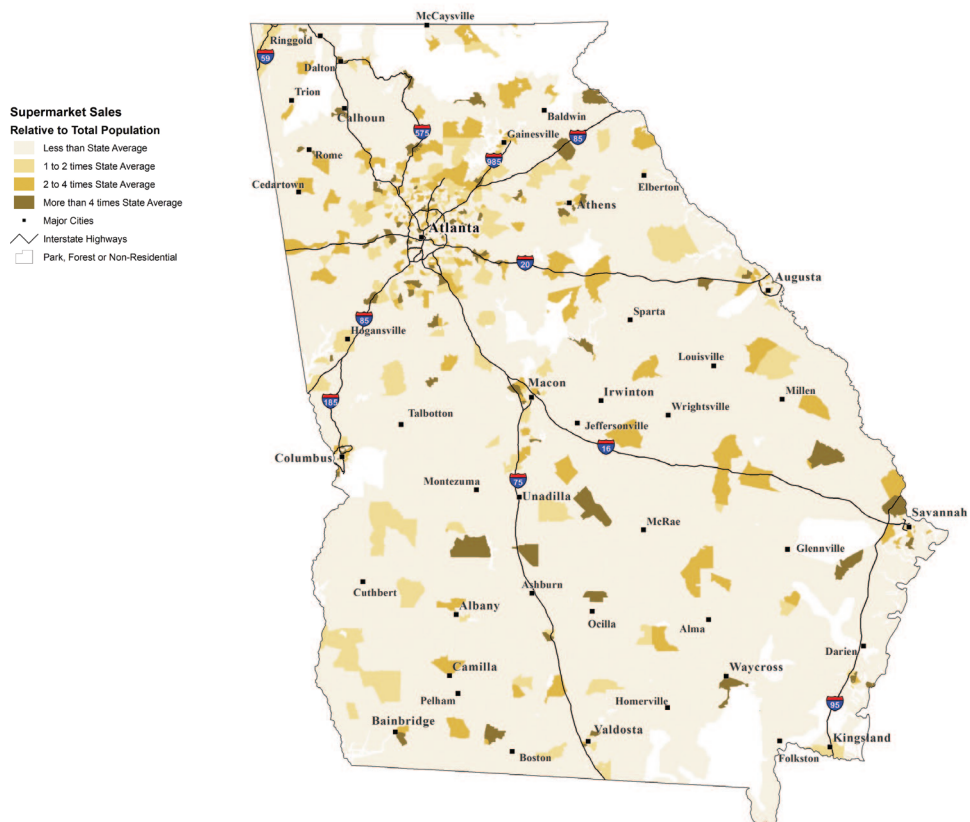 Supermarket Sales
Relative to Total Population
Less than State Average
1 to 2 times State Average
2 to 4 times State Average
More than 4 times State Average
Major Cities
Interstate Highways
Park, Forest or Non-Residential
McCaysville
Ringgold
59
Dalton
Trion
Calhoun
Baldwin
575
Gainesville
85
985
Rome
Cedartown
Elberton
Athens
Atlanta
20
Augusta
Sparta
85
Hogansville
Louisville
Macon
Irwinton
Millen
185
Talbotton
Wrightsville
Jeffersonville
16
Columbus
75
Montezuma
Unadilla
Savannah
McRae
Glennville
Cuthbert
Ashburn
Albany
Ocilla
Alma
Darien
Camilla
Waycross
Pelham
Homerville
95
Bainbridge
Valdosta
Kingsland
Boston
Folkston